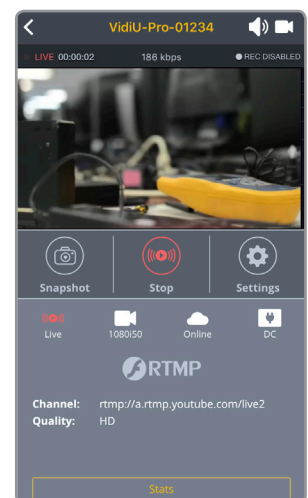 VidiU-Pro-01234
LIVE 00:00:02 186 kbps REC DISABLED
Snapshot Stop Settings
Live 1080i50 Online DC
RTMP
Channel: rtmp://a.rtmp.youtube.com/live2
Quality: HD
Stats